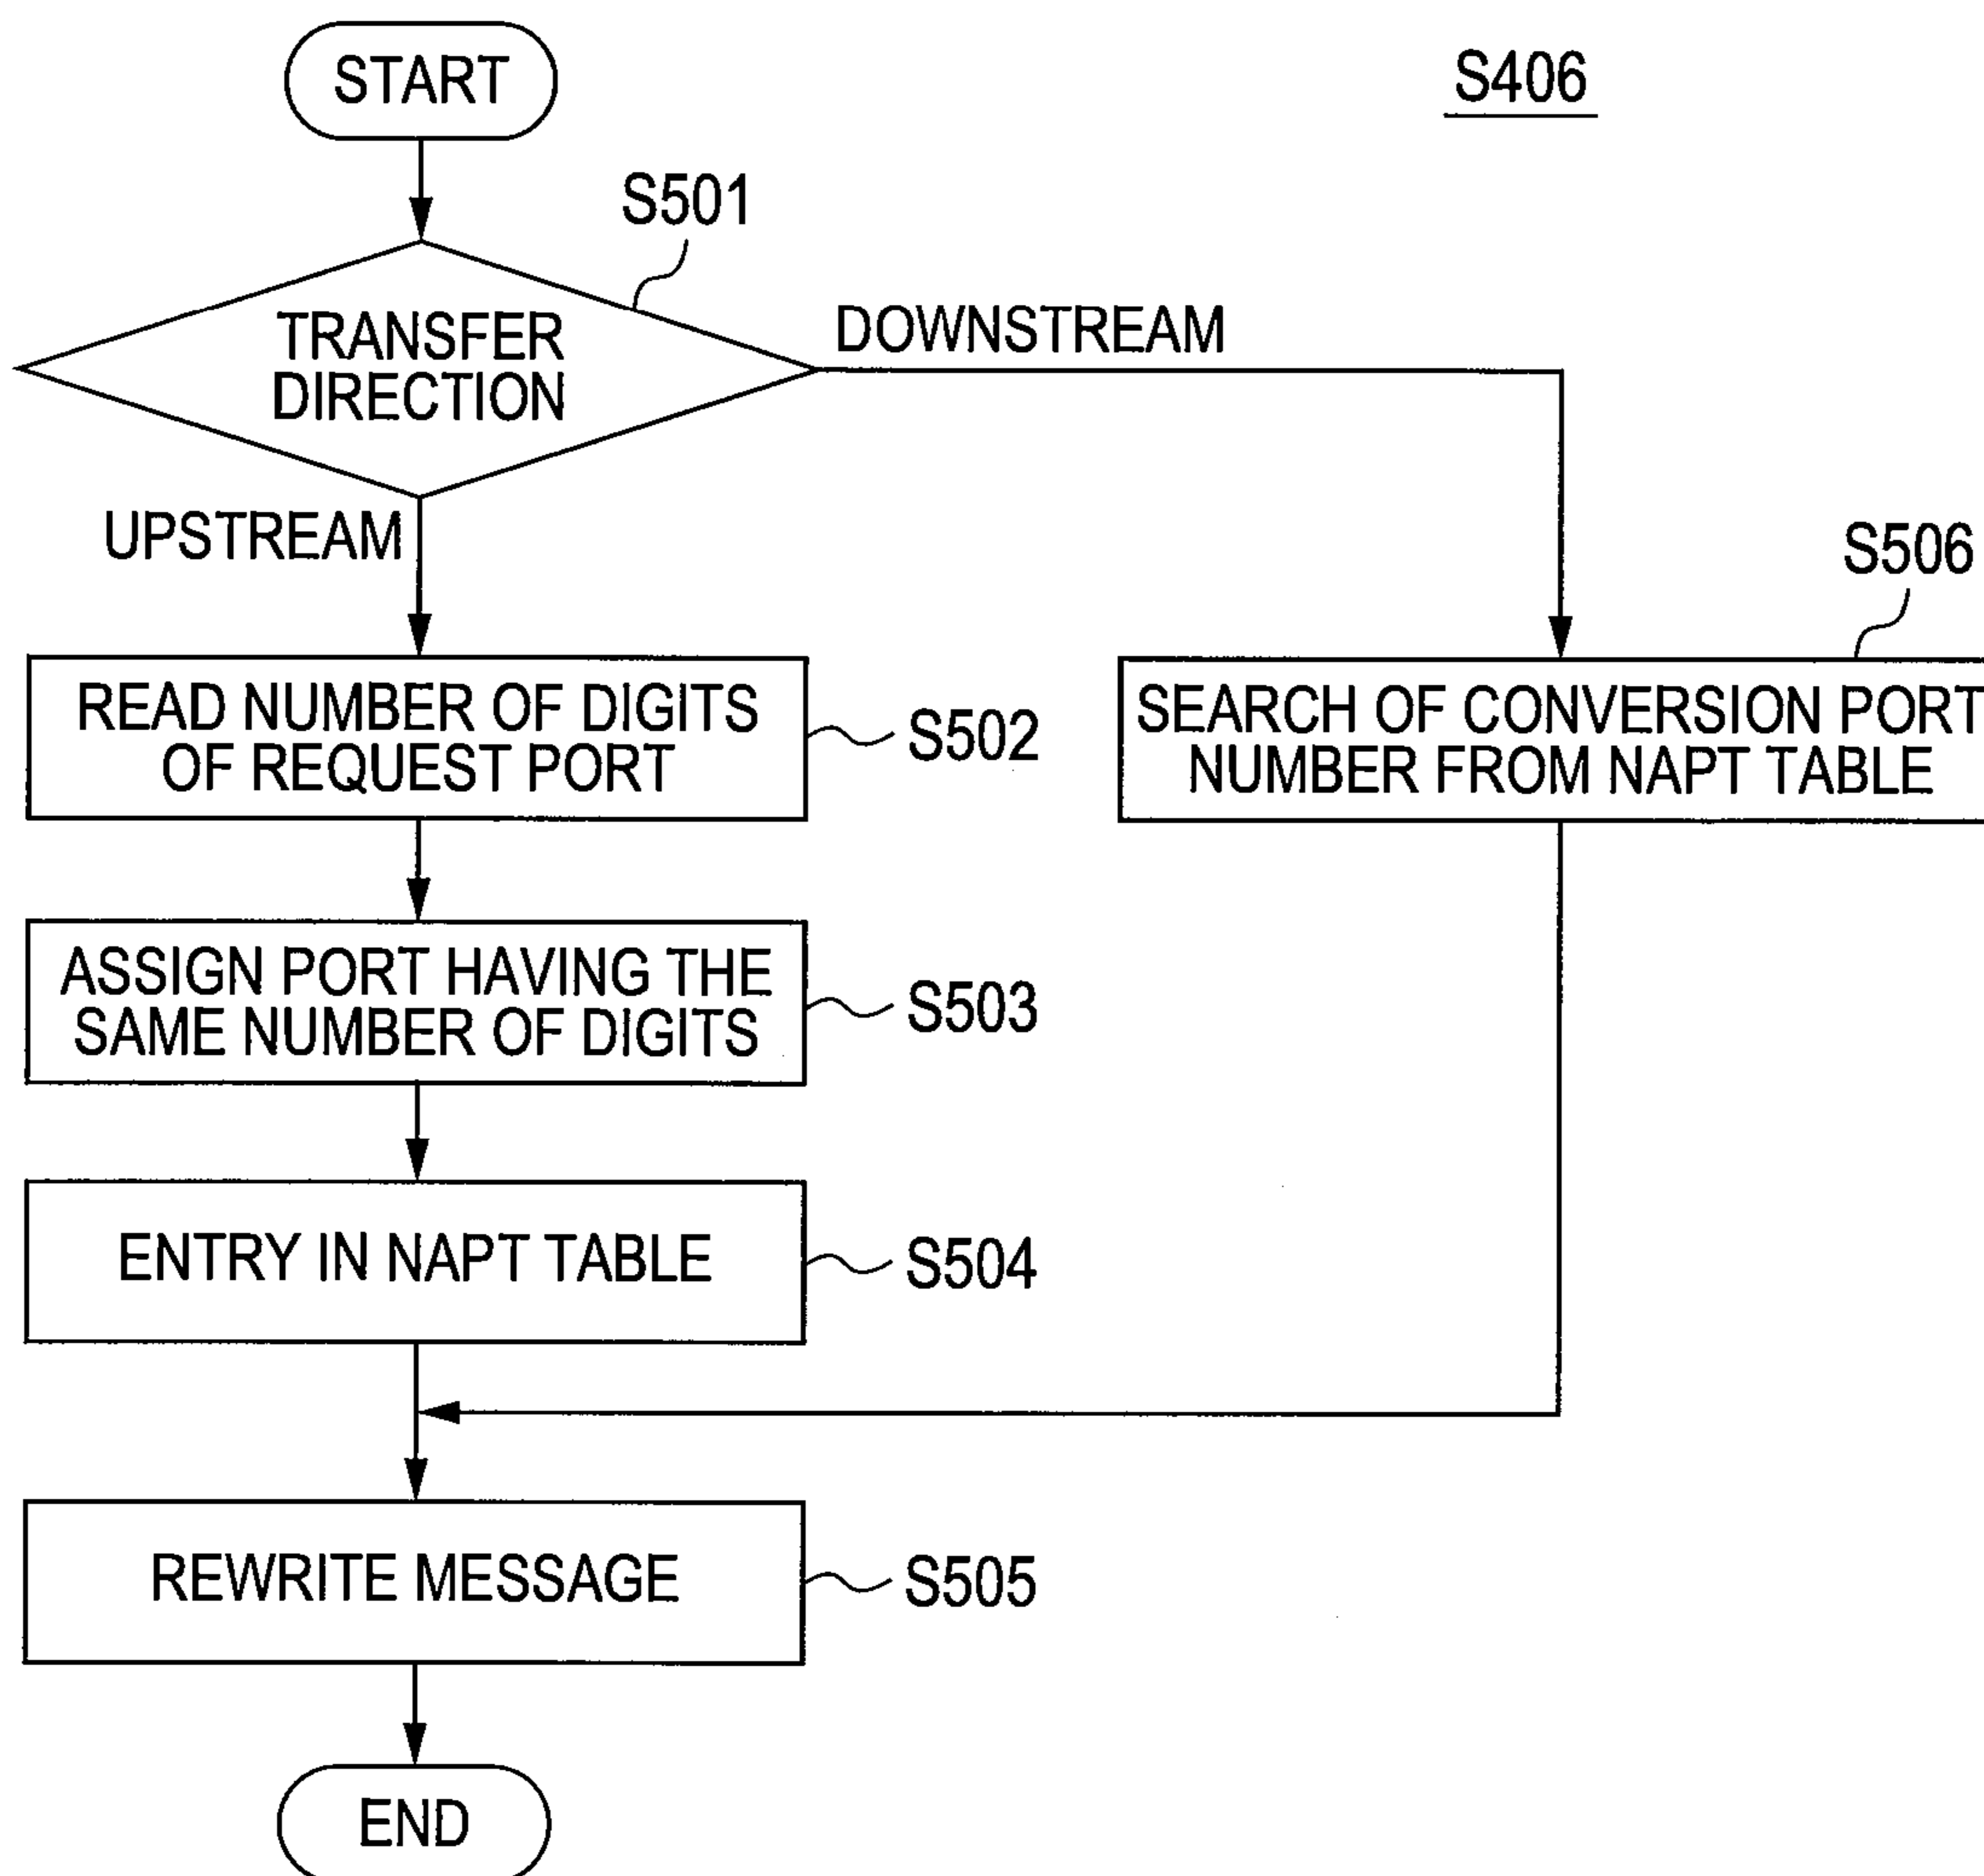 START
S406
S501
TRANSFER
DIRECTION
DOWNSTREAM
UPSTREAM
S506
READ NUMBER OF DIGITS
OF REQUEST PORT
S502
SEARCH OF CONVERSION PORT
NUMBER FROM NAPT TABLE
ASSIGN PORT HAVING THE
SAME NUMBER OF DIGITS
S503
ENTRY IN NAPT TABLE
S504
REWRITE MESSAGE
S505
END